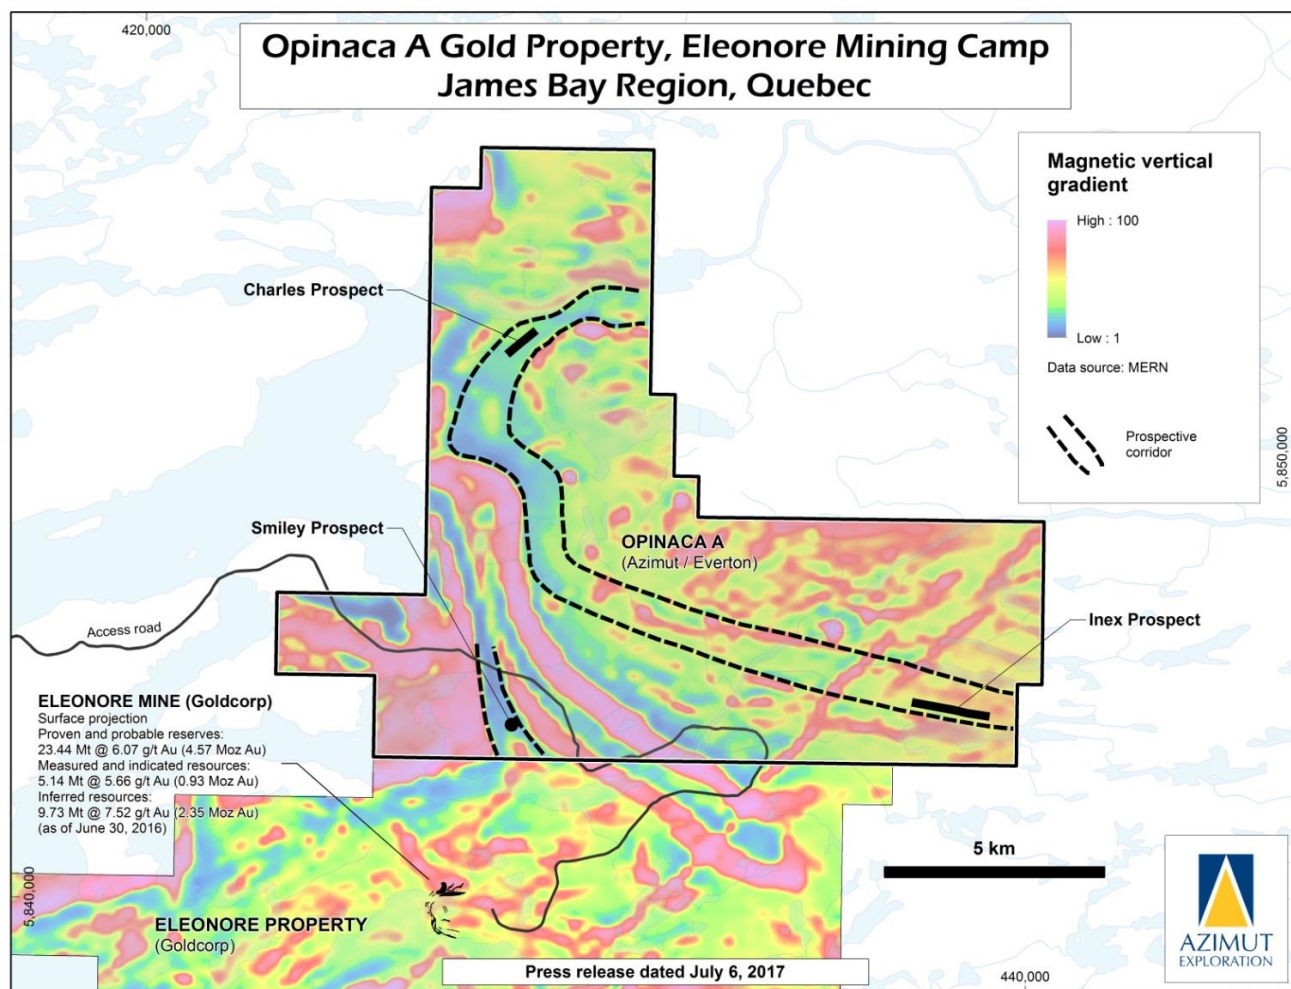 420,000
Opinaca A Gold Property, Eleonore Mining Camp
James Bay Region, Quebec
Magnetic vertical
gradient
High : 100
Low : 1
Data source: MERN
Prospective
corridor
5,850,000
Charles Prospect
Smiley Prospect
OPINACA A
(Azimut / Everton)
Access road
Inex Prospect
ELEONORE MINE (Goldcorp)
Surface projection
Proven and probable reserves:
23.44 Mt @ 6.07 g/t Au (4.57 Moz Au)
Measured and indicated resources:
5.14 Mt @ 5.66 g/t Au (0.93 Moz Au)
Inferred resources:
9.73 Mt @ 7.52 g/t Au (2.35 Moz Au)
(as of June 30, 2016)
5 km
5,840,000
ELEONORE PROPERTY
(Goldcorp)
AZIMUT
EXPLORATION
Press release dated July 6, 2017
440,000